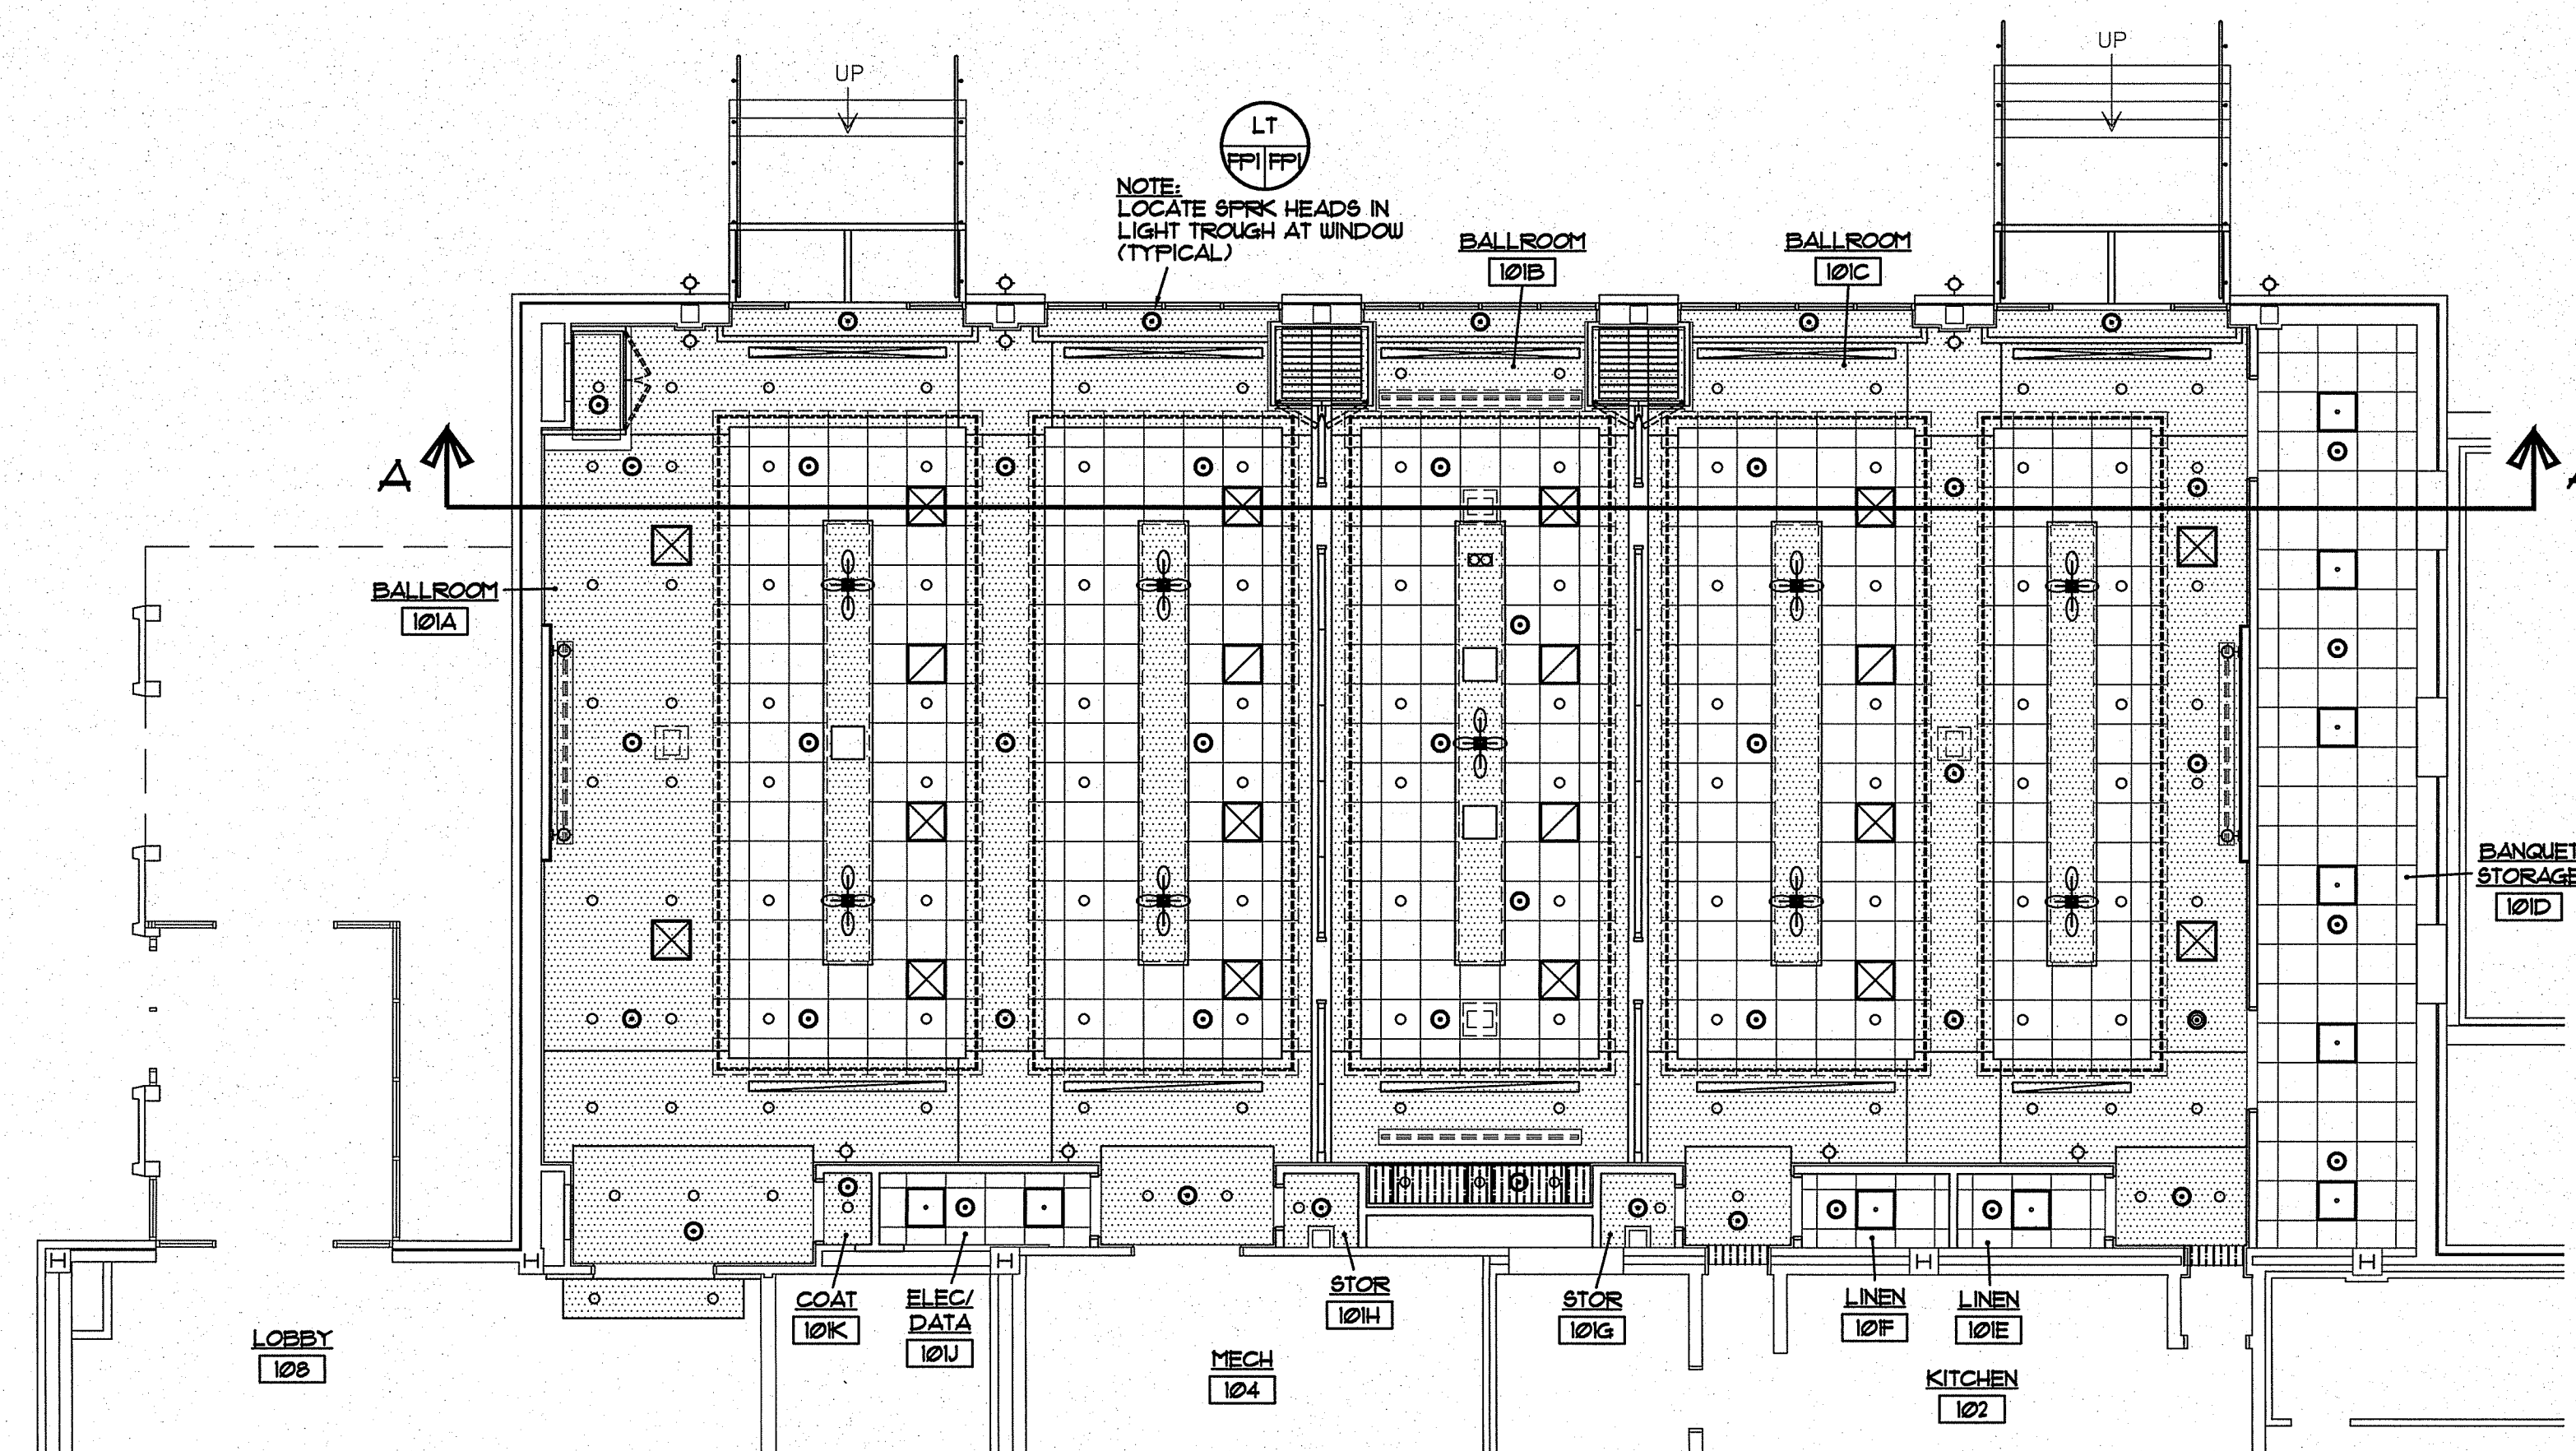 UP
UP
LT
FP1 FP1
NOTE:
LOCATE SPRK HEADS IN
LIGHT TROUGH AT WINDOW
(TYPICAL)
BALLROOM
101B
BALLROOM
101C
A
BALLROOM
101A
BANQUET
STORAGE
101D
COAT
101K
ELEC/
DATA
101J
STOR
101H
STOR
101G
LINEN
101F
LINEN
101E
LOBBY
108
MECH
104
KITCHEN
102
H
H
H
H
H